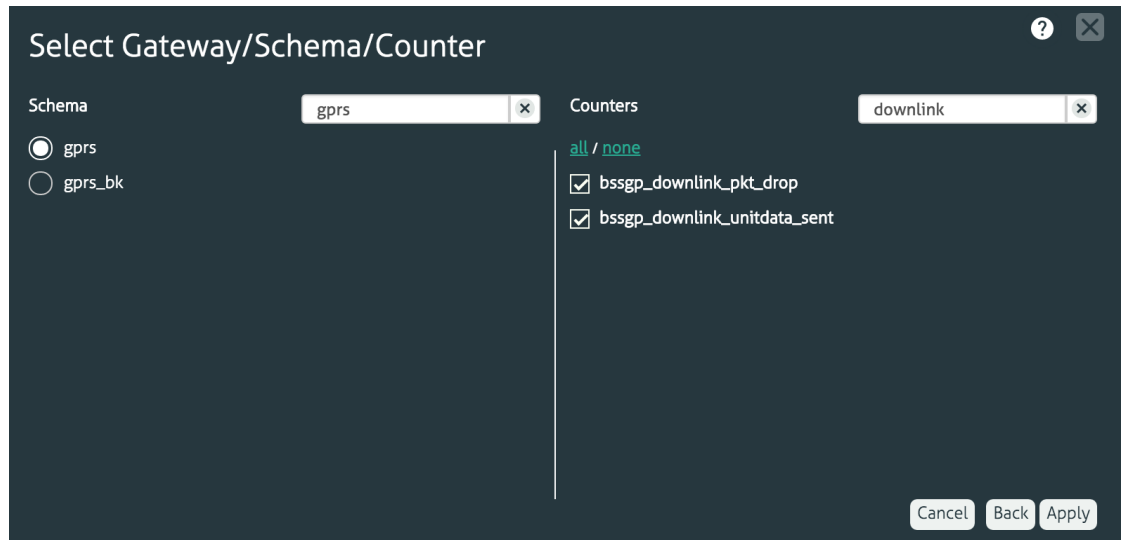 Select Gateway/Schema/Counter
?
Schema
gprs
Counters
downlink
gprs
gprs_bk
all / none
bssgp_downlink_pkt_drop
bssgp_downlink_unitdata_sent
Cancel
Back
Apply